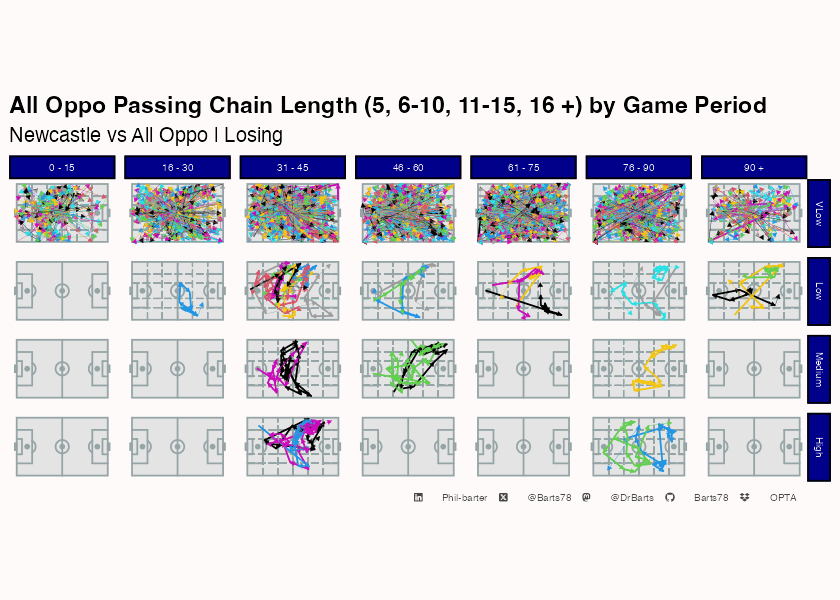 All Oppo Passing Chain Length (5, 6-10, 11-15, 16 +) by Game Period
Newcastle vs All Oppo | Losing
0 - 15 16 - 30 31 - 45 46 - 60 61 - 75 76 - 90 90 +
VLow
Low
Medium
High
Phil-barter @Barts78 @DrBarts Barts78 OPTA